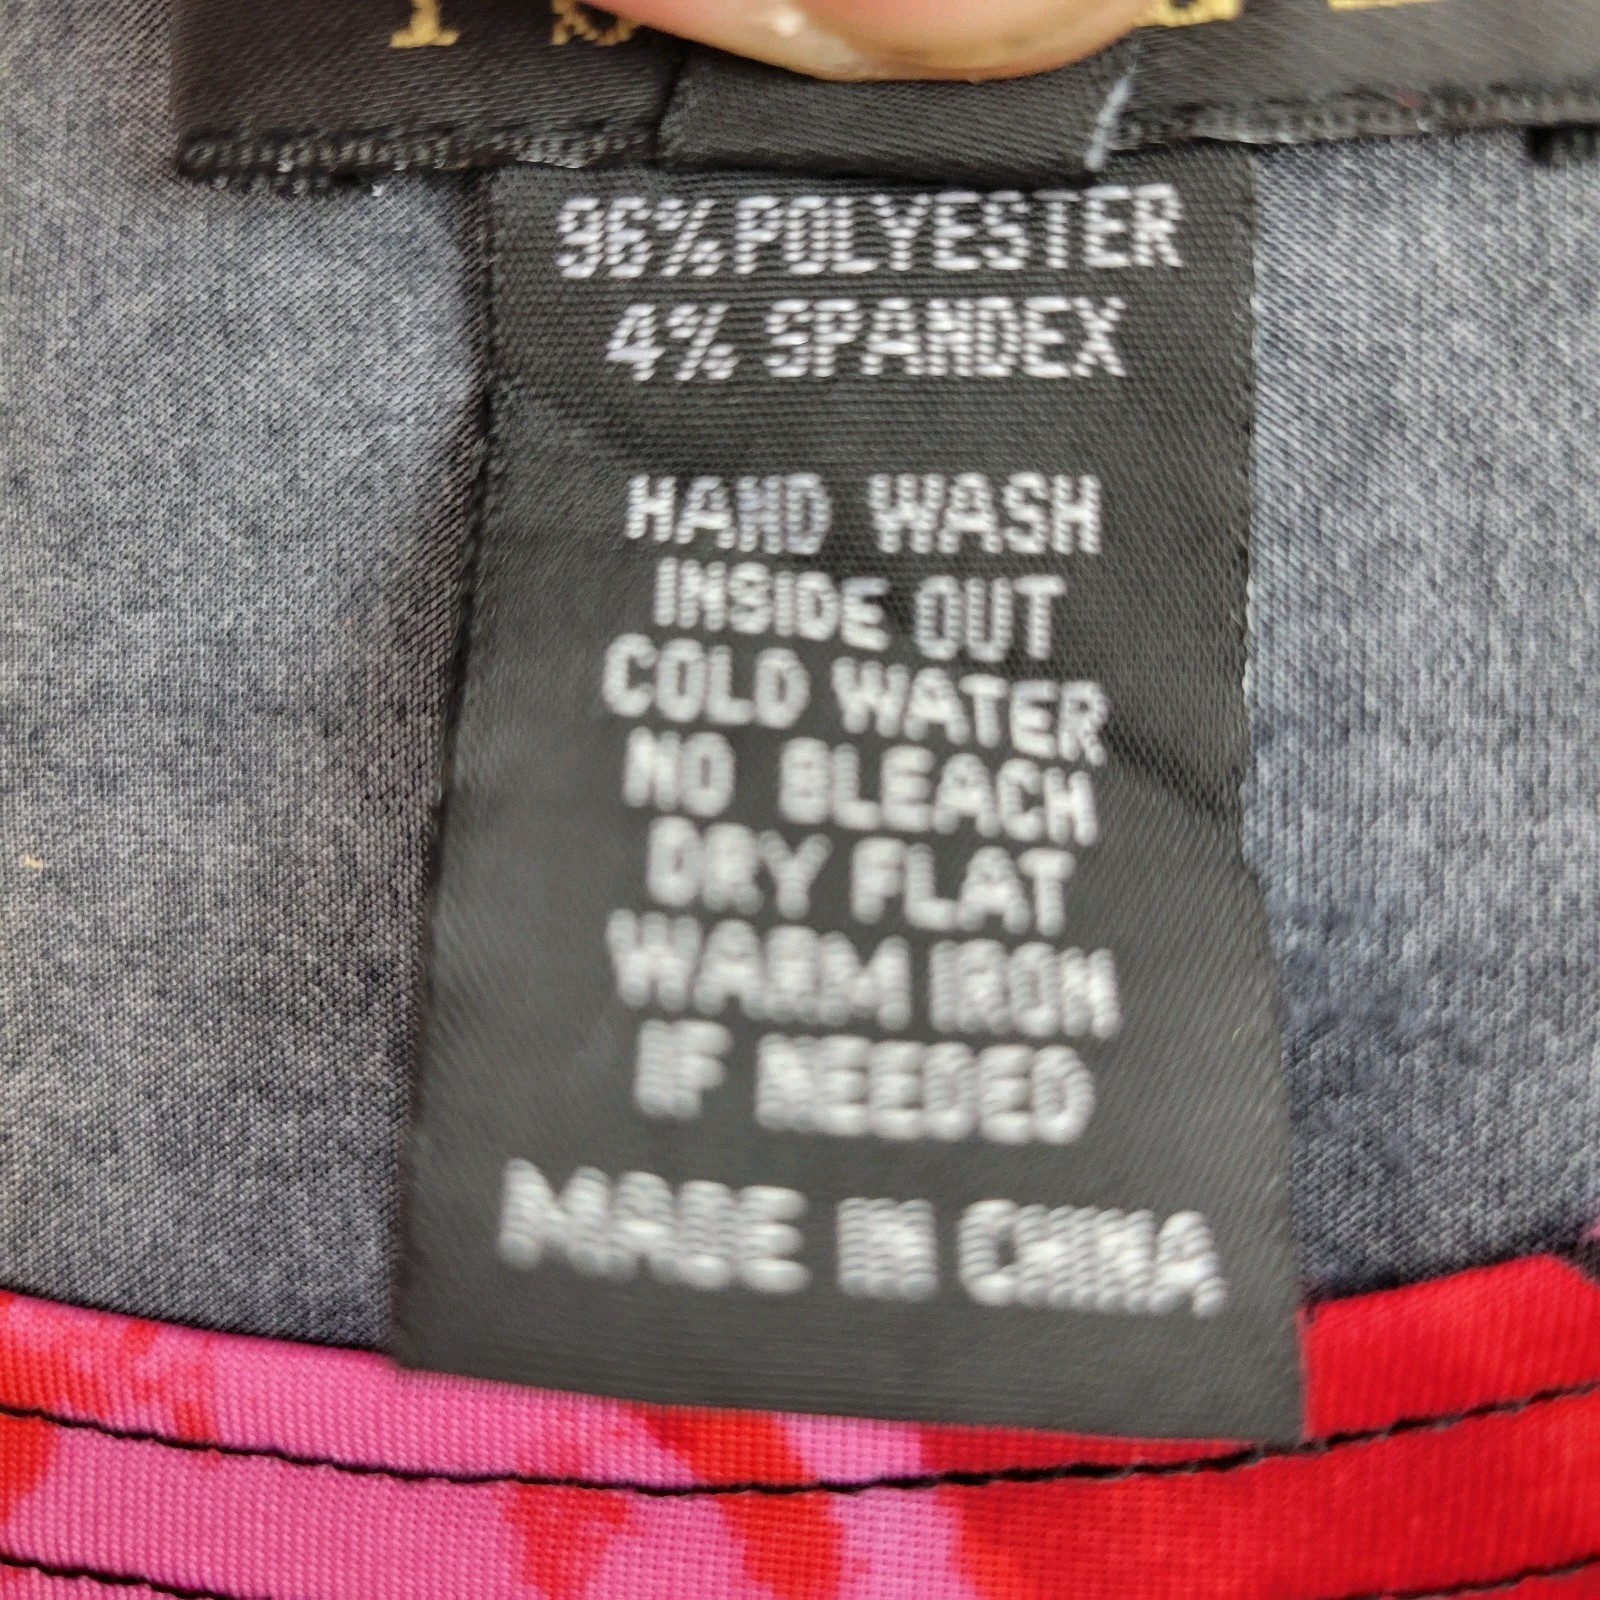 96% POLYESTER
4% SPANDEX
HAND WASH
INSIDE OUT
COLD WATER
NO BLEACH
DRY FLAT
WARM IRON
IF NEEDED
MADE IN CHINA